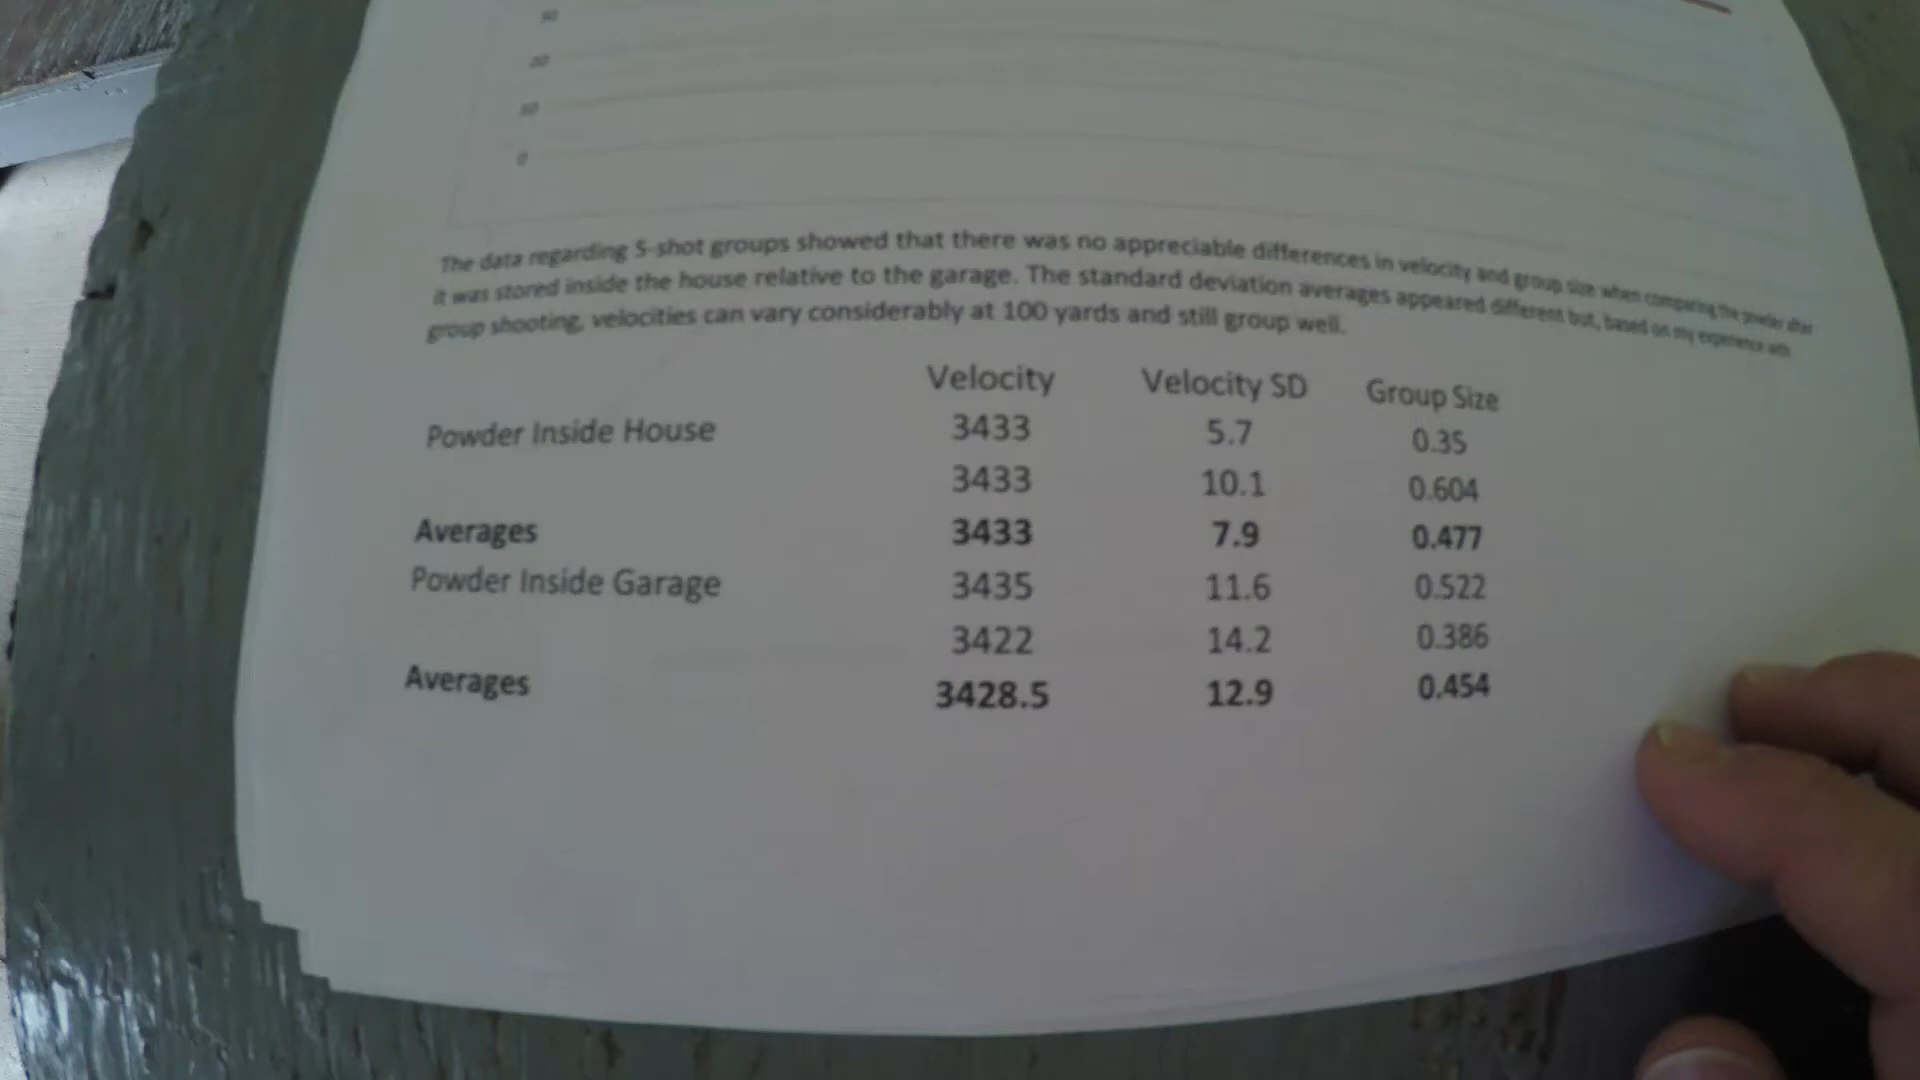 20
10
0
The data regarding 5-shot groups showed that there was no appreciable differences in velocity and group size when comparing the powder after
it was stored inside the house relative to the garage. The standard deviation averages appeared different but, based on my experience with
group shooting, velocities can vary considerably at 100 yards and still group well.
Velocity Velocity SD Group Size
Powder Inside House 3433 5.7 0.35
3433 10.1 0.604
Averages 3433 7.9 0.477
Powder Inside Garage 3435 11.6 0.522
3422 14.2 0.386
Averages 3428.5 12.9 0.454